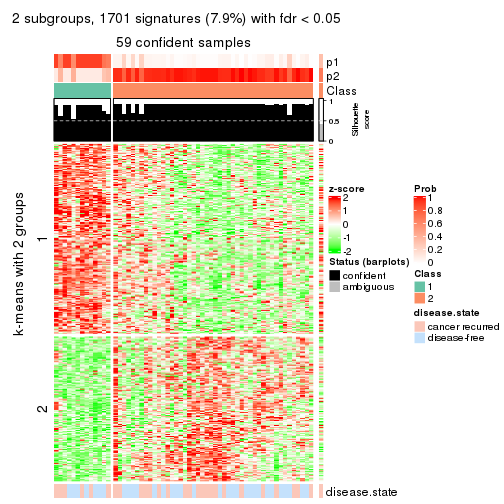 2 subgroups, 1701 signatures (7.9%) with fdr < 0.05
59 confident samples
p1
p2
Class
1
0.5
0
Silhouette
score
k-means with 2 groups
1
2
disease.state
z-score
2
1
0
-1
-2
Status (barplots)
confident
ambiguous
Prob
1
0.8
0.6
0.4
0.2
0
Class
1
2
disease.state
cancer recurred
disease-free